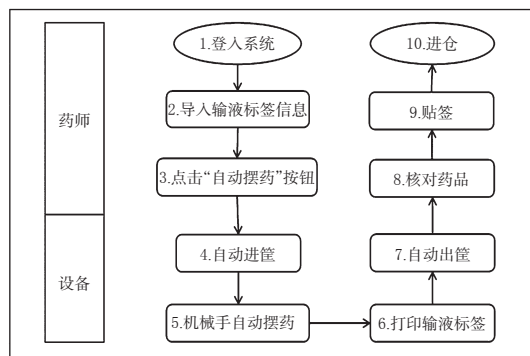 药师
设备
1.登入系统
2.导入输液标签信息
3.点击“自动摆药”按钮
4.自动进筐
5.机械手自动摆药
6.打印输液标签
7.自动出筐
8.核对药品
9.贴签
10.进仓